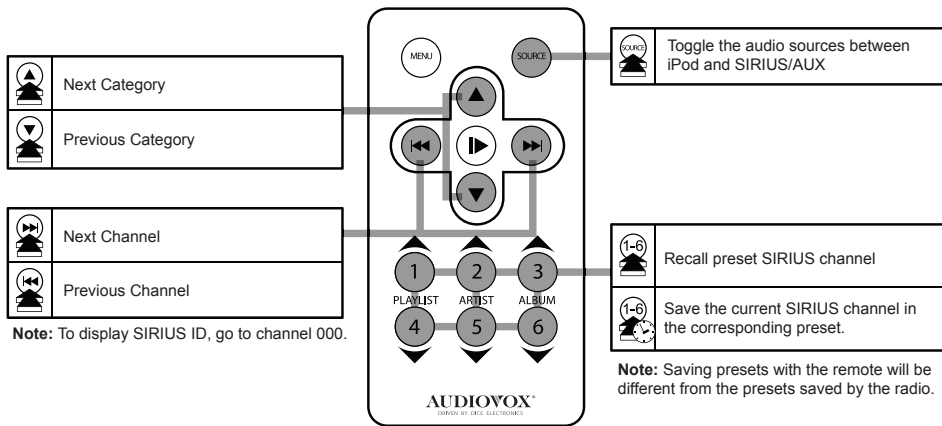 Next Category
Previous Category
Next Channel
Previous Channel
Note: To display SIRIUS ID, go to channel 000.
MENU
SOURCE
1
2
3
PLAYLIST
ARTIST
ALBUM
4
5
6
AUDIOVOX®
DRIVEN BY DICE ELECTRONICS
SOURCE
Toggle the audio sources between
iPod and SIRIUS/AUX
1-6
Recall preset SIRIUS channel
1-6
Save the current SIRIUS channel in
the corresponding preset.
Note: Saving presets with the remote will be
different from the presets saved by the radio.